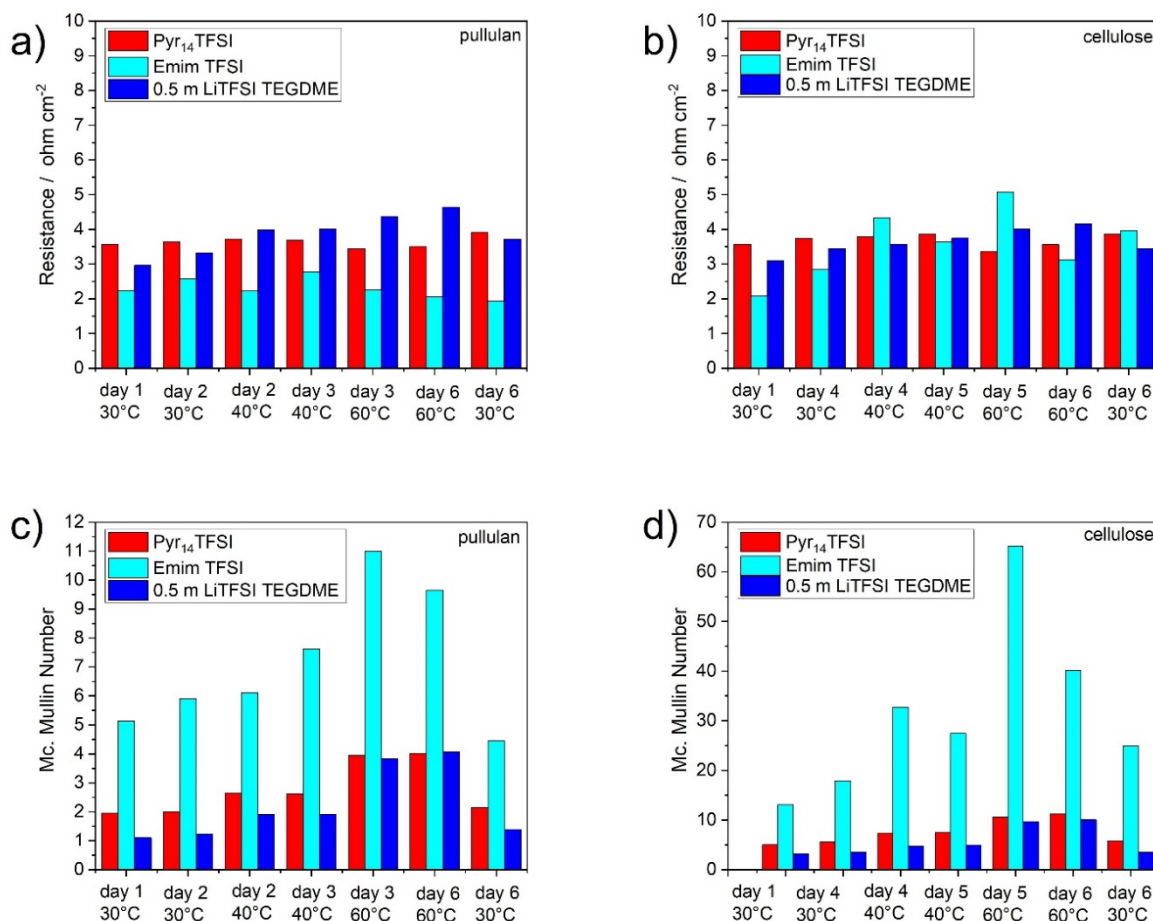 a)
pullulan
Pyr₁₄TFSI
Emim TFSI
0.5 m LiTFSI TEGDME
Resistance / ohm cm⁻²
10
9
8
7
6
5
4
3
2
1
0
day 1 day 2 day 2 day 3 day 3 day 6 day 6
30°C 30°C 40°C 40°C 60°C 60°C 30°C
b)
cellulose
Pyr₁₄TFSI
Emim TFSI
0.5 m LiTFSI TEGDME
Resistance / ohm cm⁻²
10
9
8
7
6
5
4
3
2
1
0
day 1 day 4 day 4 day 5 day 5 day 6 day 6
30°C 30°C 40°C 40°C 60°C 60°C 30°C
c)
pullulan
Pyr₁₄TFSI
Emim TFSI
0.5 m LiTFSI TEGDME
Mc. Mullin Number
12
11
10
9
8
7
6
5
4
3
2
1
0
day 1 day 2 day 2 day 3 day 3 day 6 day 6
30°C 30°C 40°C 40°C 60°C 60°C 30°C
d)
cellulose
Pyr₁₄TFSI
Emim TFSI
0.5 m LiTFSI TEGDME
Mc. Mullin Number
70
60
50
40
30
20
10
0
day 1 day 4 day 4 day 5 day 5 day 6 day 6
30°C 30°C 40°C 40°C 60°C 60°C 30°C